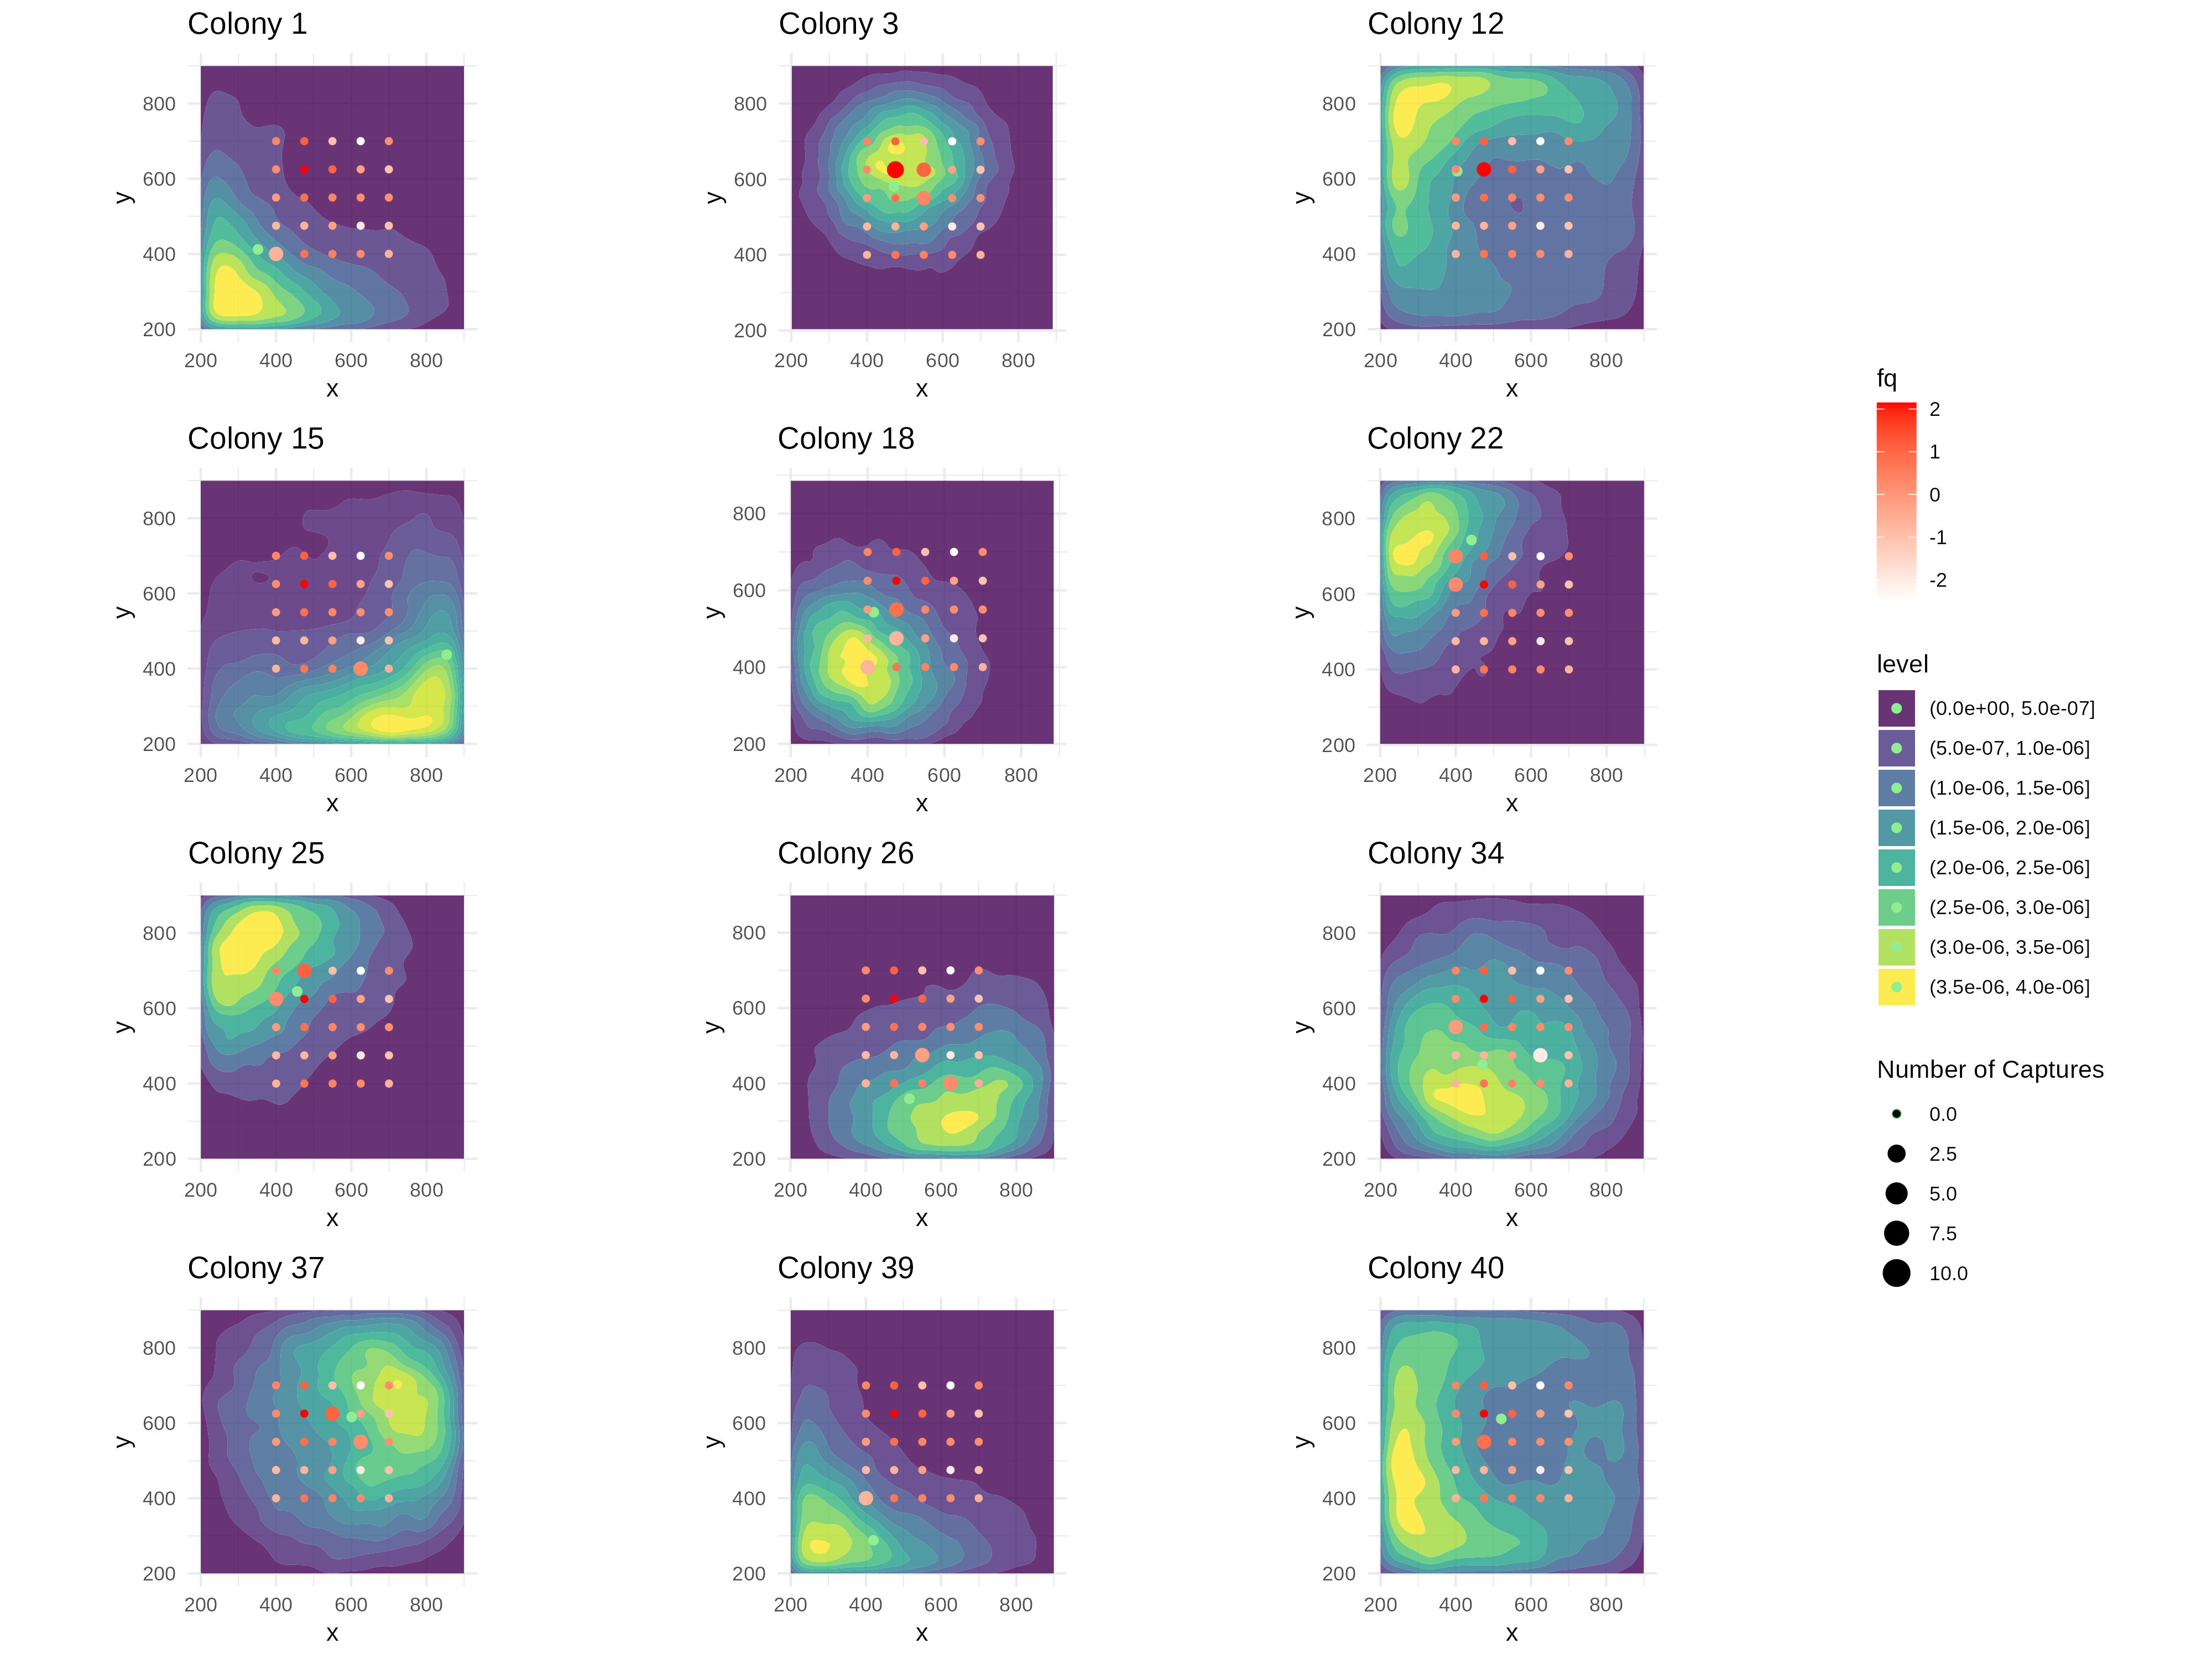 Colony 1
Colony 3
Colony 12
800
600
400
200
y
200 400 600 800
x
800
600
400
200
y
200 400 600 800
x
800
600
400
200
y
200 400 600 800
x
Colony 15
Colony 18
Colony 22
800
600
400
200
y
200 400 600 800
x
800
600
400
200
y
200 400 600 800
x
800
600
400
200
y
200 400 600 800
x
Colony 25
Colony 26
Colony 34
800
600
400
200
y
200 400 600 800
x
800
600
400
200
y
200 400 600 800
x
800
600
400
200
y
200 400 600 800
x
Colony 37
Colony 39
Colony 40
800
600
400
200
y
200 400 600 800
x
800
600
400
200
y
200 400 600 800
x
800
600
400
200
y
200 400 600 800
x
fq
2
1
0
-1
-2
level
(0.0e+00, 5.0e-07]
(5.0e-07, 1.0e-06]
(1.0e-06, 1.5e-06]
(1.5e-06, 2.0e-06]
(2.0e-06, 2.5e-06]
(2.5e-06, 3.0e-06]
(3.0e-06, 3.5e-06]
(3.5e-06, 4.0e-06]
Number of Captures
0.0
2.5
5.0
7.5
10.0